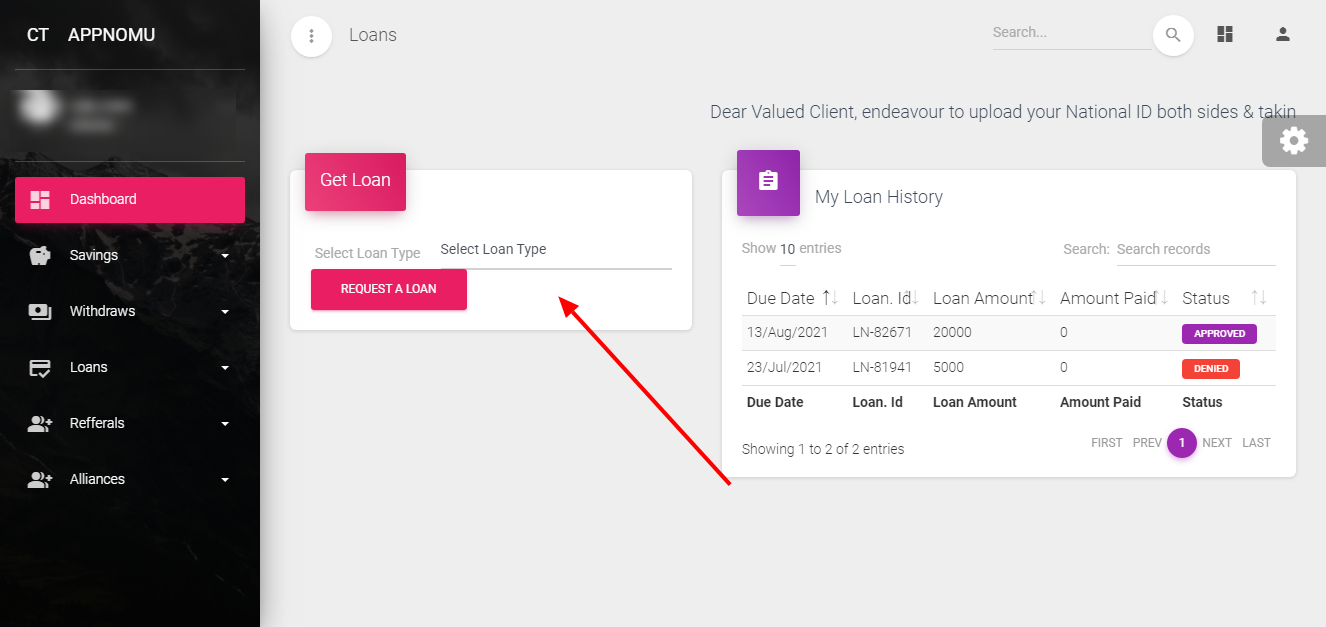 CT APPNOMU
Loans
Search...
Dear Valued Client, endeavour to upload your National ID both sides & takin
Dashboard
Savings
Withdraws
Loans
Refferals
Alliances
Get Loan
Select Loan Type Select Loan Type
REQUEST A LOAN
My Loan History
Show 10 entries Search: Search records
Due Date Loan. Id Loan Amount Amount Paid Status
13/Aug/2021 LN-82671 20000 0 APPROVED
23/Jul/2021 LN-81941 5000 0 DENIED
Due Date Loan. Id Loan Amount Amount Paid Status
Showing 1 to 2 of 2 entries FIRST PREV 1 NEXT LAST